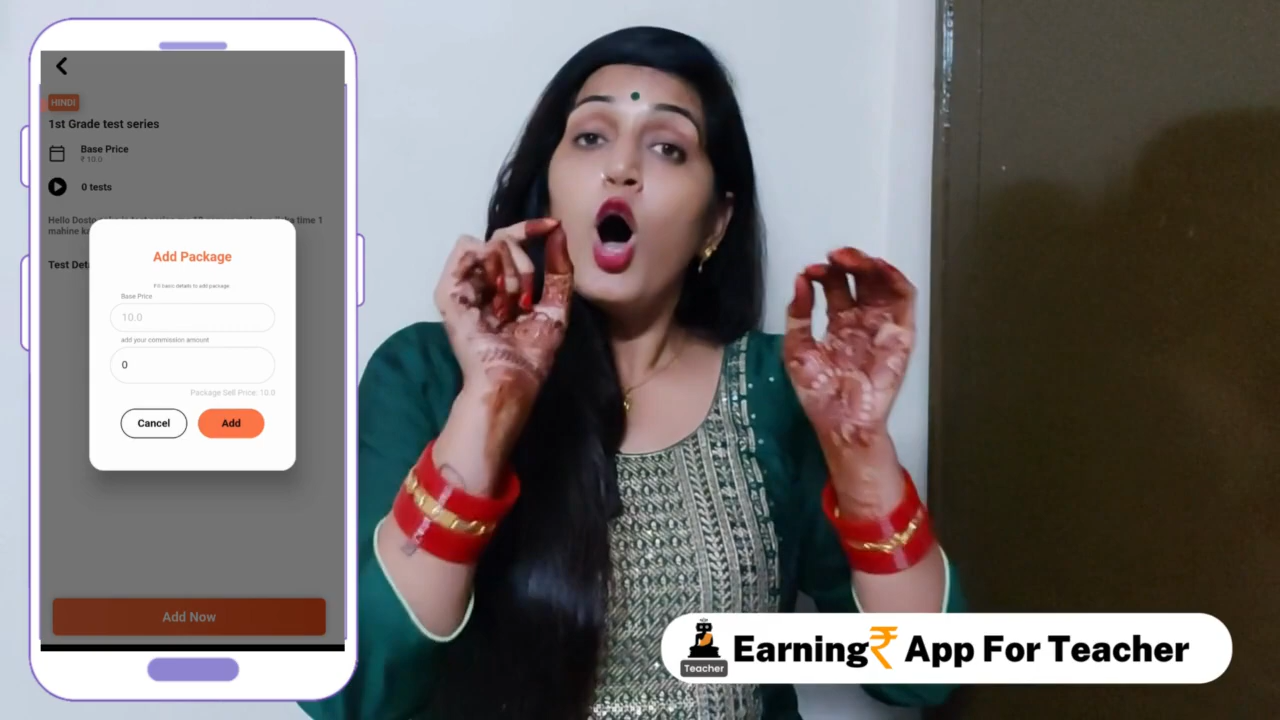 HINDI
1st Grade test series
Base Price
₹ 10.0
0 tests
Hello Dosto
time 1
mahine k
Test Det
Add Package
Fill basic details to add package
Base Price
10.0
add your commission amount
0
Package Sell Price: 10.0
Cancel
Add
Add Now
Teacher
Earning₹ App For Teacher